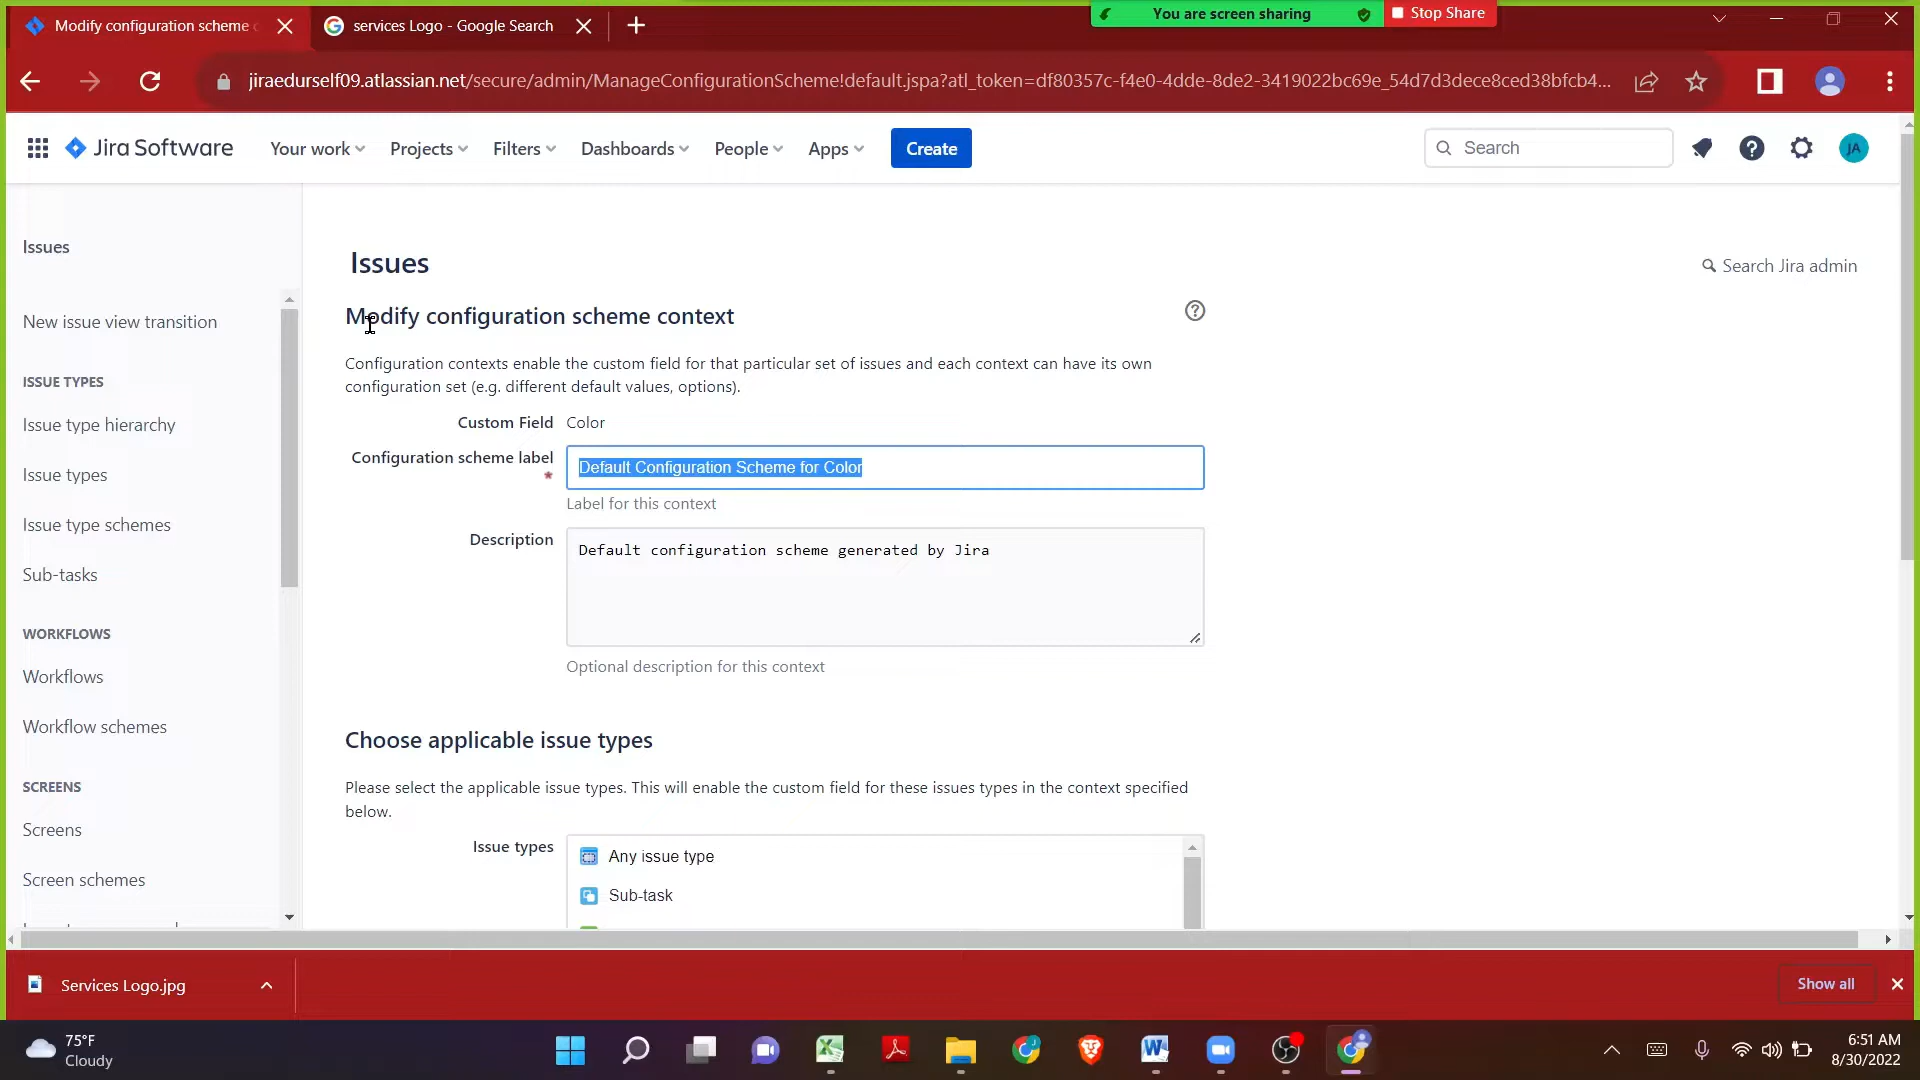 Modify configuration scheme c
services Logo - Google Search
You are screen sharing
Stop Share
jiraedurself09.atlassian.net/secure/admin/ManageConfigurationScheme!default.jspa?atl_token=df80357c-f4e0-4dde-8de2-3419022bc69e_54d7d3dece8ced38bfcb4...
Jira Software
Your work
Projects
Filters
Dashboards
People
Apps
Create
Search
JA
Issues
New issue view transition
ISSUE TYPES
Issue type hierarchy
Issue types
Issue type schemes
Sub-tasks
WORKFLOWS
Workflows
Workflow schemes
SCREENS
Screens
Screen schemes
Issues
Search Jira admin
Modify configuration scheme context
Configuration contexts enable the custom field for that particular set of issues and each context can have its own
configuration set (e.g. different default values, options).
Custom Field Color
Configuration scheme label *
Default Configuration Scheme for Color
Label for this context
Description
Default configuration scheme generated by Jira
Optional description for this context
Choose applicable issue types
Please select the applicable issue types. This will enable the custom field for these issues types in the context specified
below.
Issue types
Any issue type
Sub-task
Services Logo.jpg
Show all
75°F
Cloudy
6:51 AM
8/30/2022